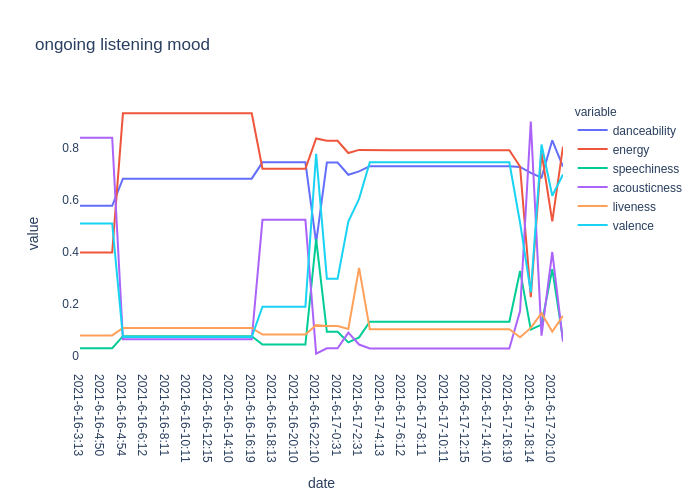 ongoing listening mood
variable
danceability
energy
speechiness
acousticness
liveness
valence
value
0.8
0.6
0.4
0.2
0
2021-6-16-3:13
2021-6-16-4:50
2021-6-16-4:54
2021-6-16-6:12
2021-6-16-8:11
2021-6-16-10:11
2021-6-16-12:15
2021-6-16-14:10
2021-6-16-16:19
2021-6-16-18:13
2021-6-16-20:10
2021-6-16-22:10
2021-6-17-0:31
2021-6-17-2:31
2021-6-17-4:13
2021-6-17-6:12
2021-6-17-8:11
2021-6-17-10:11
2021-6-17-12:15
2021-6-17-14:10
2021-6-17-16:19
2021-6-17-18:14
2021-6-17-20:10
date